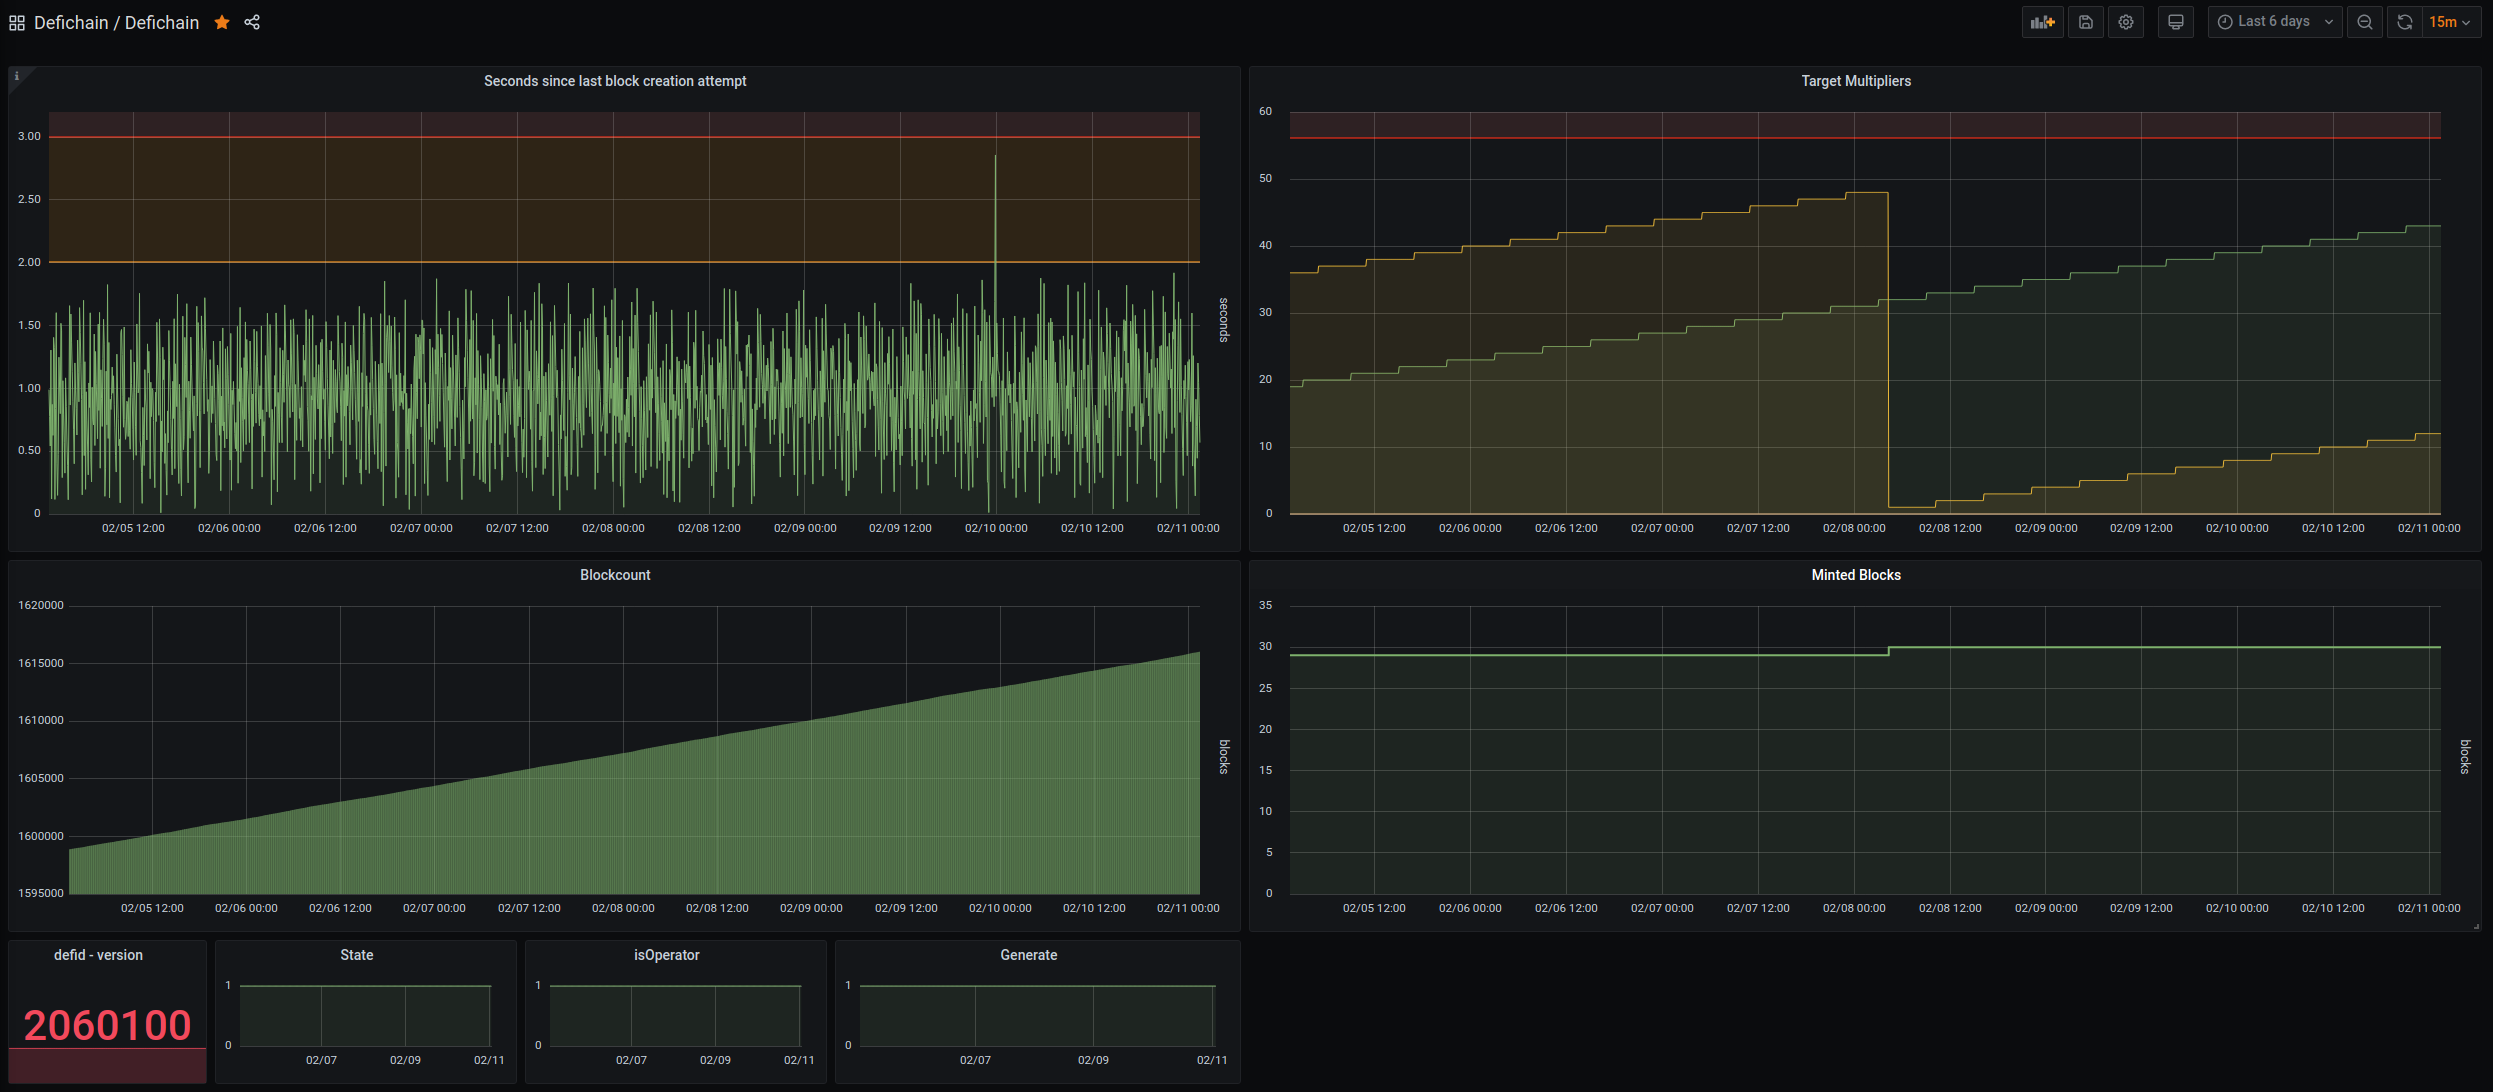 Defichain / Defichain
Last 6 days
15m
i
Seconds since last block creation attempt
3.00
2.50
2.00
1.50
1.00
0.50
0
seconds
02/05 12:00 02/06 00:00 02/06 12:00 02/07 00:00 02/07 12:00 02/08 00:00 02/08 12:00 02/09 00:00 02/09 12:00 02/10 00:00 02/10 12:00 02/11 00:00
Target Multipliers
60
50
40
30
20
10
0
02/05 12:00 02/06 00:00 02/06 12:00 02/07 00:00 02/07 12:00 02/08 00:00 02/08 12:00 02/09 00:00 02/09 12:00 02/10 00:00 02/10 12:00 02/11 00:00
Blockcount
1620000
1615000
1610000
1605000
1600000
1595000
blocks
02/05 12:00 02/06 00:00 02/06 12:00 02/07 00:00 02/07 12:00 02/08 00:00 02/08 12:00 02/09 00:00 02/09 12:00 02/10 00:00 02/10 12:00 02/11 00:00
Minted Blocks
35
30
25
20
15
10
5
0
blocks
02/05 12:00 02/06 00:00 02/06 12:00 02/07 00:00 02/07 12:00 02/08 00:00 02/08 12:00 02/09 00:00 02/09 12:00 02/10 00:00 02/10 12:00 02/11 00:00
defid - version
2060100
State
1
0
02/07 02/09 02/11
isOperator
1
0
02/07 02/09 02/11
Generate
1
0
02/07 02/09 02/11